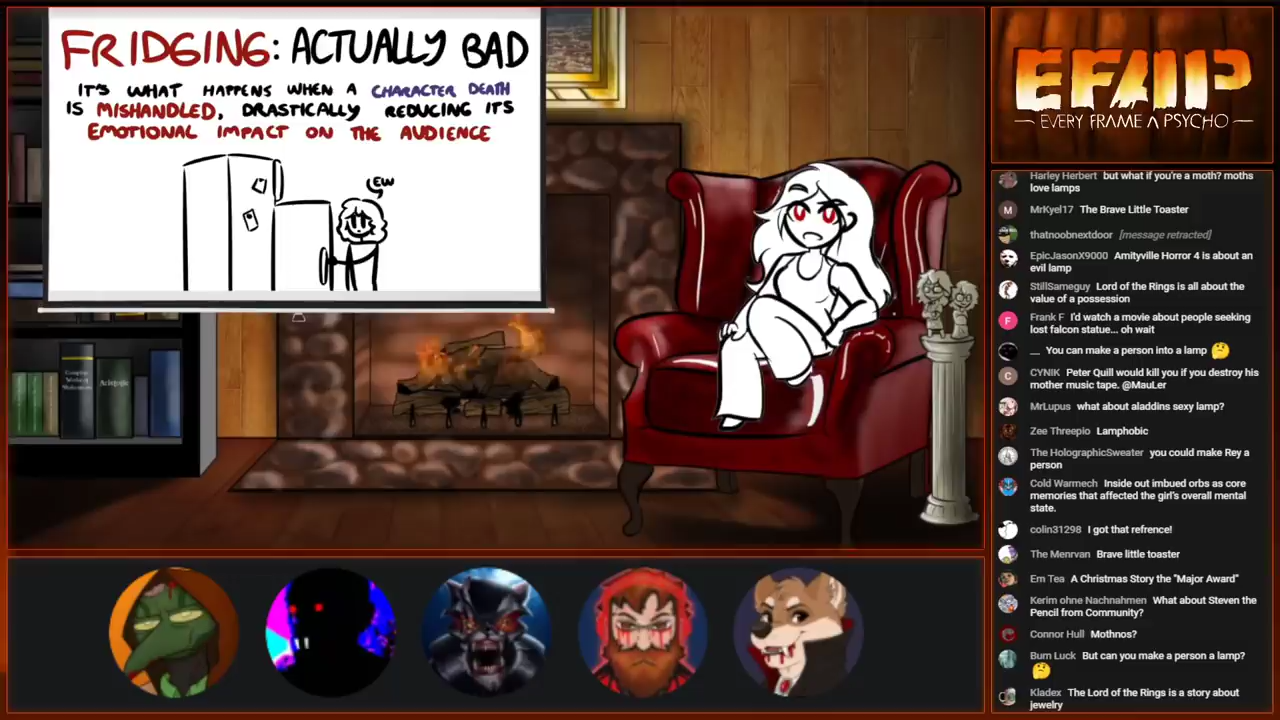 FRIDGING: ACTUALLY BAD
IT'S WHAT HAPPENS WHEN A CHARACTER DEATH
IS MISHANDLED, DRASTICALLY REDUCING IT'S
EMOTIONAL IMPACT ON THE AUDIENCE
EW
EFAP
EVERY FRAME A PSYCHO
Harley Herbert but what if you're a moth? moths
love lamps
M
MrKyel17 The Brave Little Toaster
thatnoobnextdoor [message retracted]
EpicJasonX9000 Amityville Horror 4 is about an
evil lamp
StillSameguy Lord of the Rings is all about the
value of a possession
F
Frank F I'd watch a movie about people seeking
lost falcon statue... oh wait
__ You can make a person into a lamp 🤔
C
CYNIK Peter Quill would kill you if you destroy his
mother music tape. @MauLer
MrLupus what about aladdins sexy lamp?
Zee Threepio Lamphobic
The HolographicSweater you could make Rey a
person
Cold Warmech Inside out imbued orbs as core
memories that affected the girl's overall mental
state.
colin31298 I got that refrence!
The Menrvan Brave little toaster
Em Tea A Christmas Story the "Major Award"
Kerim ohne Nachnahmen What about Steven the
Pencil from Community?
Connor Hull Mothnos?
Bum Luck But can you make a person a lamp?
🤔
Kladex The Lord of the Rings is a story about
jewelry